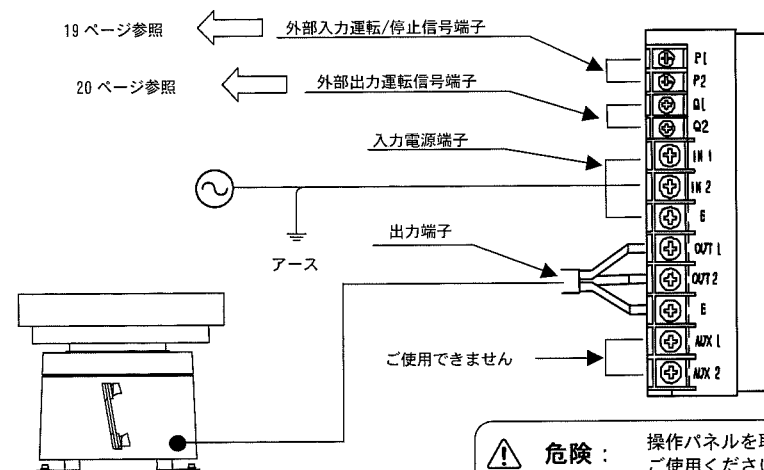 19 ページ参照
外部入力運転/停止信号端子
20 ページ参照
外部出力運転信号端子
入力電源端子
アース
出力端子
ご使用できません
P1
P2
Q1
Q2
IN 1
IN 2
E
OUT 1
OUT 2
E
AUX 1
AUX 2
危険：
操作パネルを
ご使用くださ